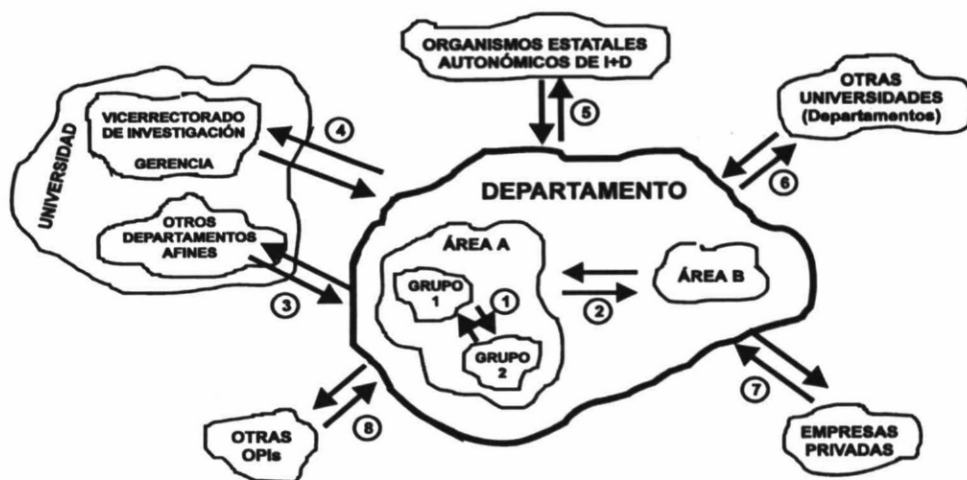 ORGANISMOS ESTATALES
AUTONÓMICOS DE I+D
5
OTRAS
UNIVERSIDADES
(Departamentos)
6
UNIVERSIDAD
VICERRECTORADO
DE INVESTIGACIÓN
GERENCIA
4
OTROS
DEPARTAMENTOS
AFINES
3
DEPARTAMENTO
ÁREA A
GRUPO
1
1
GRUPO
2
2
ÁREA B
7
EMPRESAS
PRIVADAS
8
OTRAS
OPIs